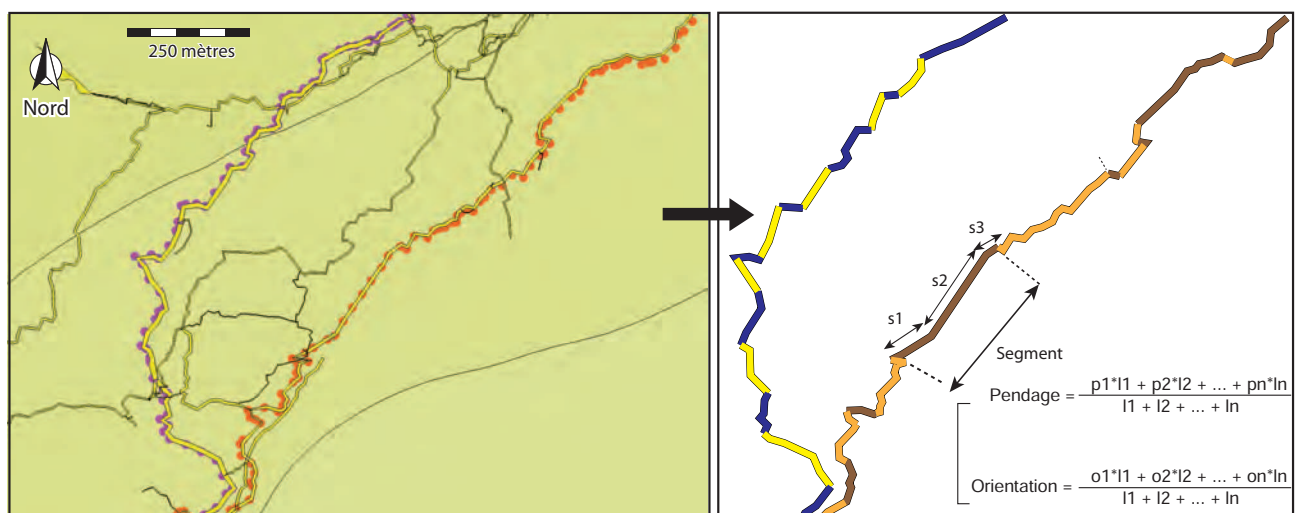 250 mètres
Nord
s3
s2
s1
Segment
Pendage = p1*l1 + p2*l2 + ... + pn*ln
l1 + l2 + ... + ln
Orientation = o1*l1 + o2*l2 + ... + on*ln
l1 + l2 + ... + ln